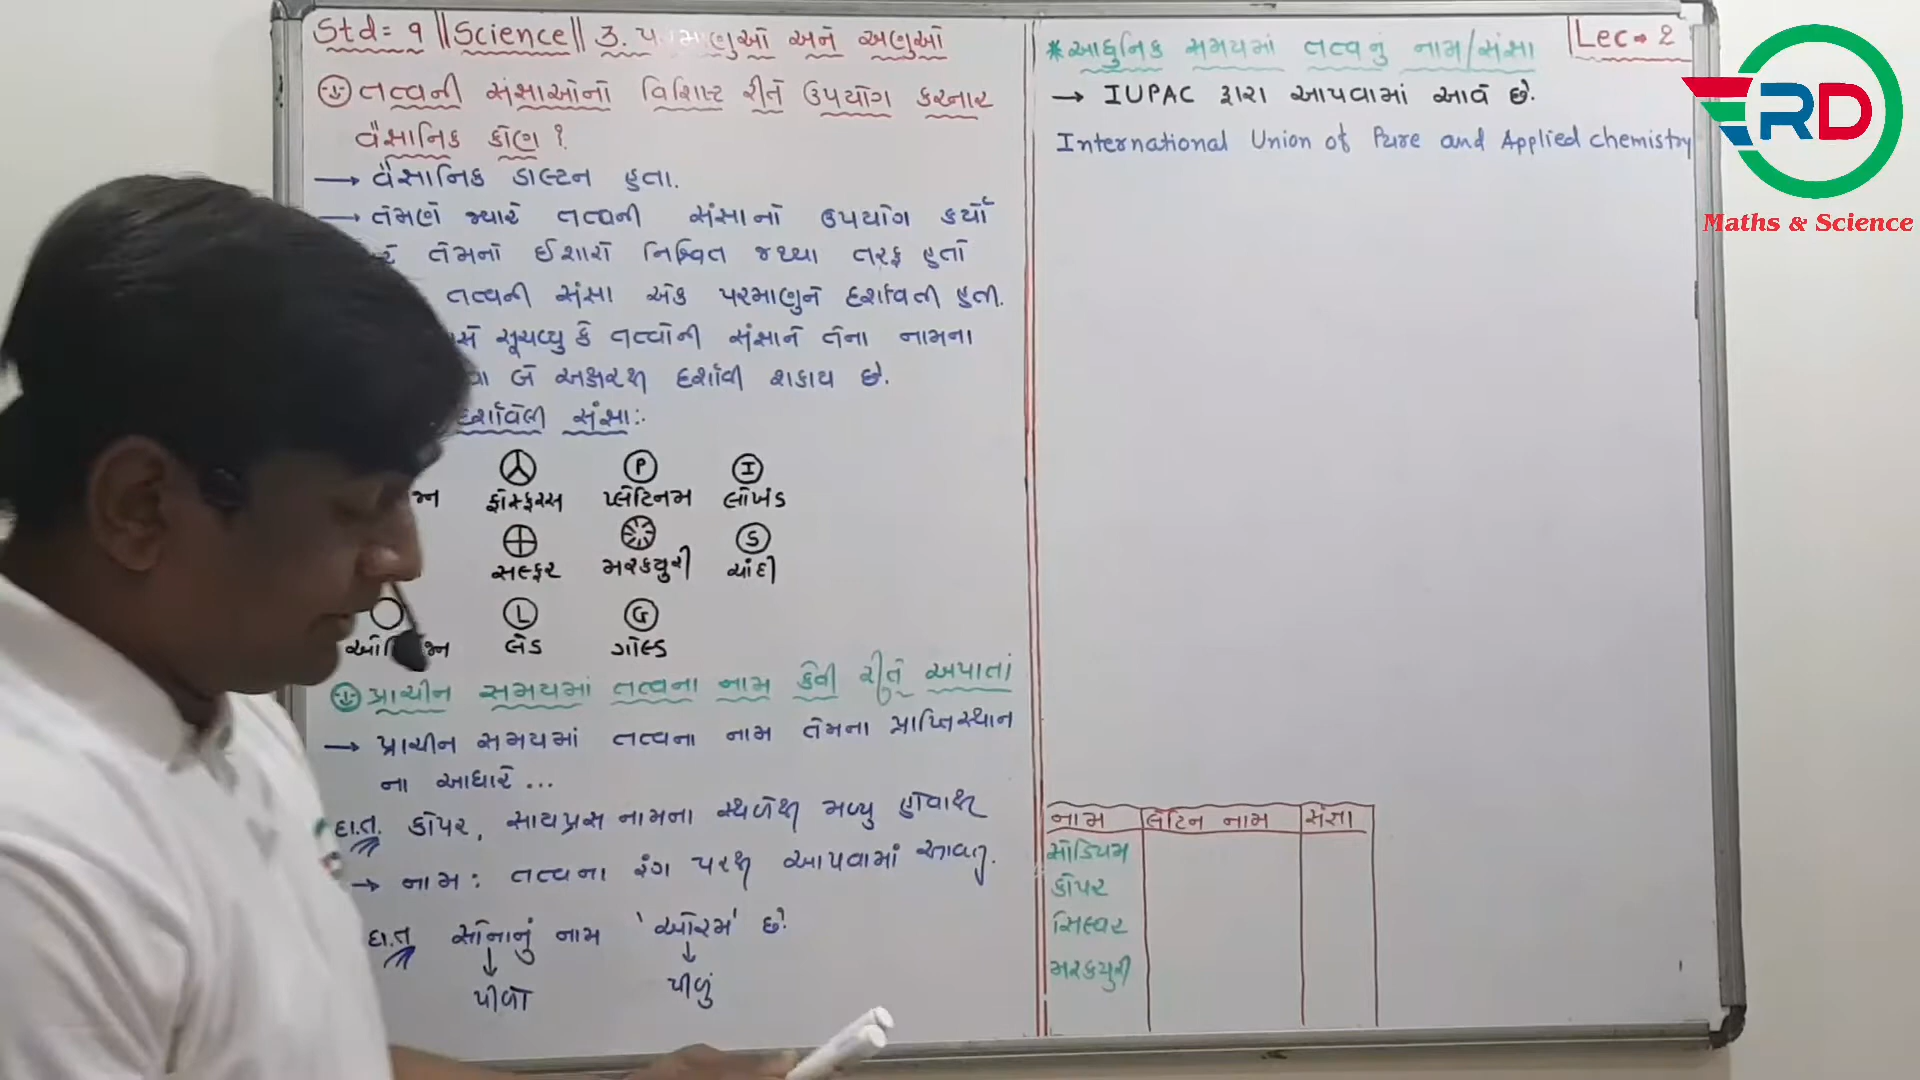 Std= ૧ ||Science|| ૩. પરમાણુઓ અને અણુઓ
તત્વની સંજ્ઞાઓનો વિશિષ્ટ રીતે ઉપયોગ કરનાર
વૈજ્ઞાનિક કોણ ?
→ વૈજ્ઞાનિક ડાલ્ટન હતા.
→ તેમણે જ્યારે તત્વની સંજ્ઞાનો ઉપયોગ કર્યો
તેમનો ઈશારો નિશ્ચિત જથ્થા તરફ હતો
તત્વની સંજ્ઞા એક પરમાણુને દર્શાવતી હતી.
સૂચવ્યુ કે તત્વોની સંજ્ઞાને તેના નામના
બે અક્ષરથી દર્શાવી શકાય છે.
દર્શાવેલી સંજ્ઞા:-
P I
ફોસ્ફરસ પ્લેટિનમ લોખંડ
S
સલ્ફર મરક્યુરી ચાંદી
L G
લેડ ગોલ્ડ
પ્રાચીન સમયમાં તત્વના નામ કેવી રીતે અપાતાં
→ પ્રાચીન સમયમાં તત્વના નામ તેમના પ્રાપ્તિસ્થાન
ના આધારે ...
દા.ત. કોપર, સાયપ્રસ નામના સ્થળેથી મળ્યુ હોવાથી
→ નામ : તત્વના રંગ પરથી આપવામાં આવતુ.
દા.ત સોનાનું નામ 'ઓરમ' છે.
↓ ↓
પીળો પીળું
Lec → 2
*આધુનિક સમયમાં તત્વનું નામ/સંજ્ઞા
→ IUPAC દ્વારા આપવામાં આવે છે.
International Union of Pure and Applied chemistry
નામ લેટિન નામ સંજ્ઞા
સોડિયમ
કોપર
સિલ્વર
મરક્યુરી
RD
Maths & Science